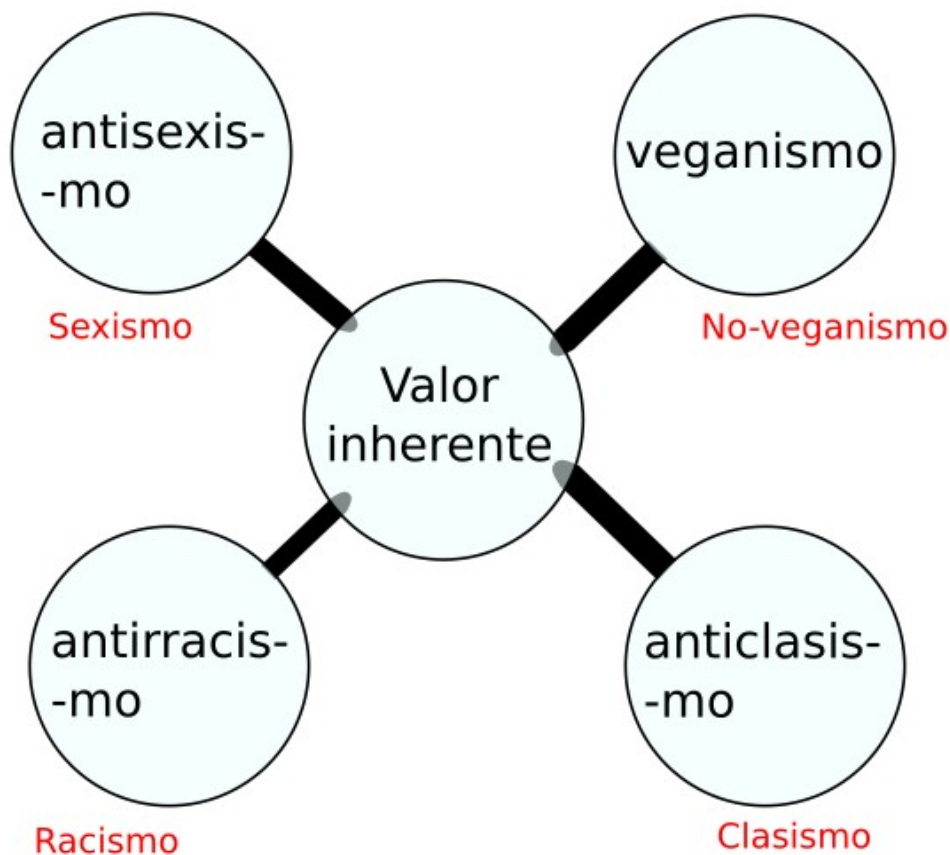 antisexis-
-mo
Sexismo
veganismo
No-veganismo
Valor
inherente
antirracis-
-mo
Racismo
anticlasis-
-mo
Clasismo